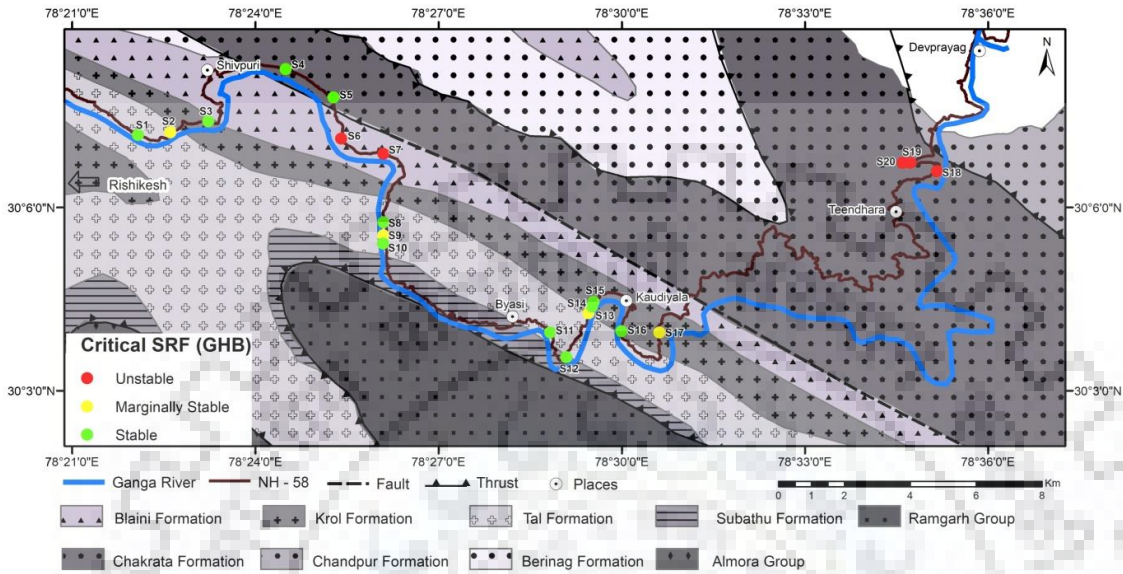 78°21'0"E 78°24'0"E 78°27'0"E 78°30'0"E 78°33'0"E 78°36'0"E
Devprayag
N
Shivpuri
S4
S5
S1 S2 S3
S6
S7
S20 S19
S18
Rishikesh
30°6'0"N 30°6'0"N
Teendhara
S8
S9
S10
Byasi
S15
S14
S13
Kaudiyala
S11
S12
S16
S17
Critical SRF (GHB)
Unstable
Marginally Stable
Stable
30°3'0"N 30°3'0"N
78°21'0"E 78°24'0"E 78°27'0"E 78°30'0"E 78°33'0"E 78°36'0"E
Ganga River NH - 58 Fault Thrust Places
Km
0 1 2 4 6 8
Blaini Formation Krol Formation Tal Formation Subathu Formation Ramgarh Group
Chakrata Formation Chandpur Formation Berinag Formation Almora Group